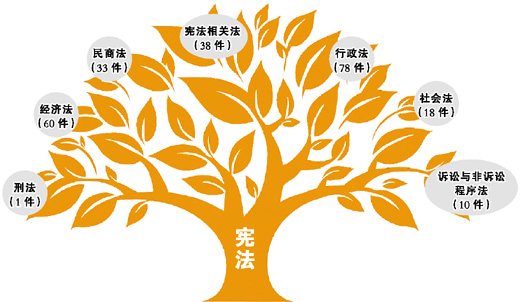 宪法相关法
（38 件）
民商法
（33 件）
行政法
（78 件）
经济法
（60 件）
社会法
（18 件）
刑法
（1 件）
诉讼与非诉讼
程序法
（10 件）
宪法